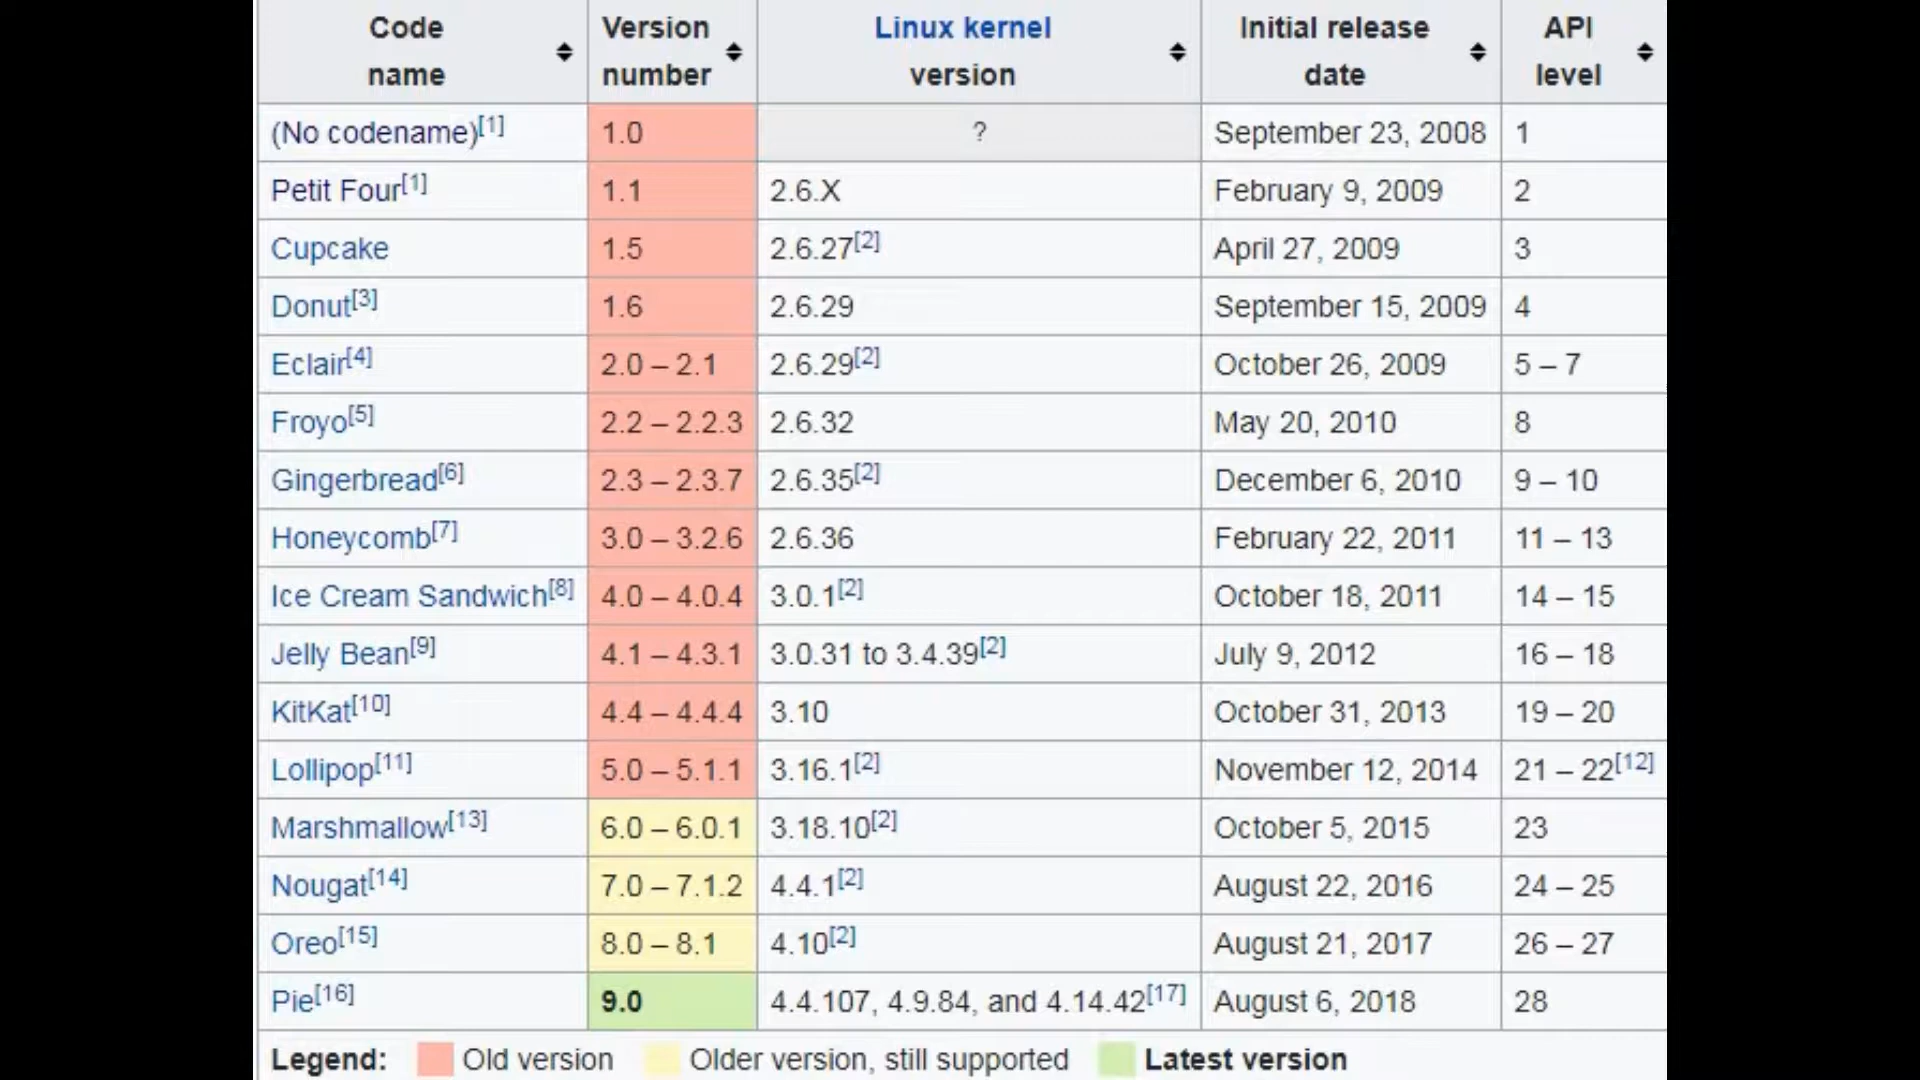 Code name Version number Linux kernel version Initial release date API level
(No codename)[1] 1.0 ? September 23, 2008 1
Petit Four[1] 1.1 2.6.X February 9, 2009 2
Cupcake 1.5 2.6.27[2] April 27, 2009 3
Donut[3] 1.6 2.6.29 September 15, 2009 4
Eclair[4] 2.0 – 2.1 2.6.29[2] October 26, 2009 5 – 7
Froyo[5] 2.2 – 2.2.3 2.6.32 May 20, 2010 8
Gingerbread[6] 2.3 – 2.3.7 2.6.35[2] December 6, 2010 9 – 10
Honeycomb[7] 3.0 – 3.2.6 2.6.36 February 22, 2011 11 – 13
Ice Cream Sandwich[8] 4.0 – 4.0.4 3.0.1[2] October 18, 2011 14 – 15
Jelly Bean[9] 4.1 – 4.3.1 3.0.31 to 3.4.39[2] July 9, 2012 16 – 18
KitKat[10] 4.4 – 4.4.4 3.10 October 31, 2013 19 – 20
Lollipop[11] 5.0 – 5.1.1 3.16.1[2] November 12, 2014 21 – 22[12]
Marshmallow[13] 6.0 – 6.0.1 3.18.10[2] October 5, 2015 23
Nougat[14] 7.0 – 7.1.2 4.4.1[2] August 22, 2016 24 – 25
Oreo[15] 8.0 – 8.1 4.10[2] August 21, 2017 26 – 27
Pie[16] 9.0 4.4.107, 4.9.84, and 4.14.42[17] August 6, 2018 28
Legend: Old version Older version, still supported Latest version